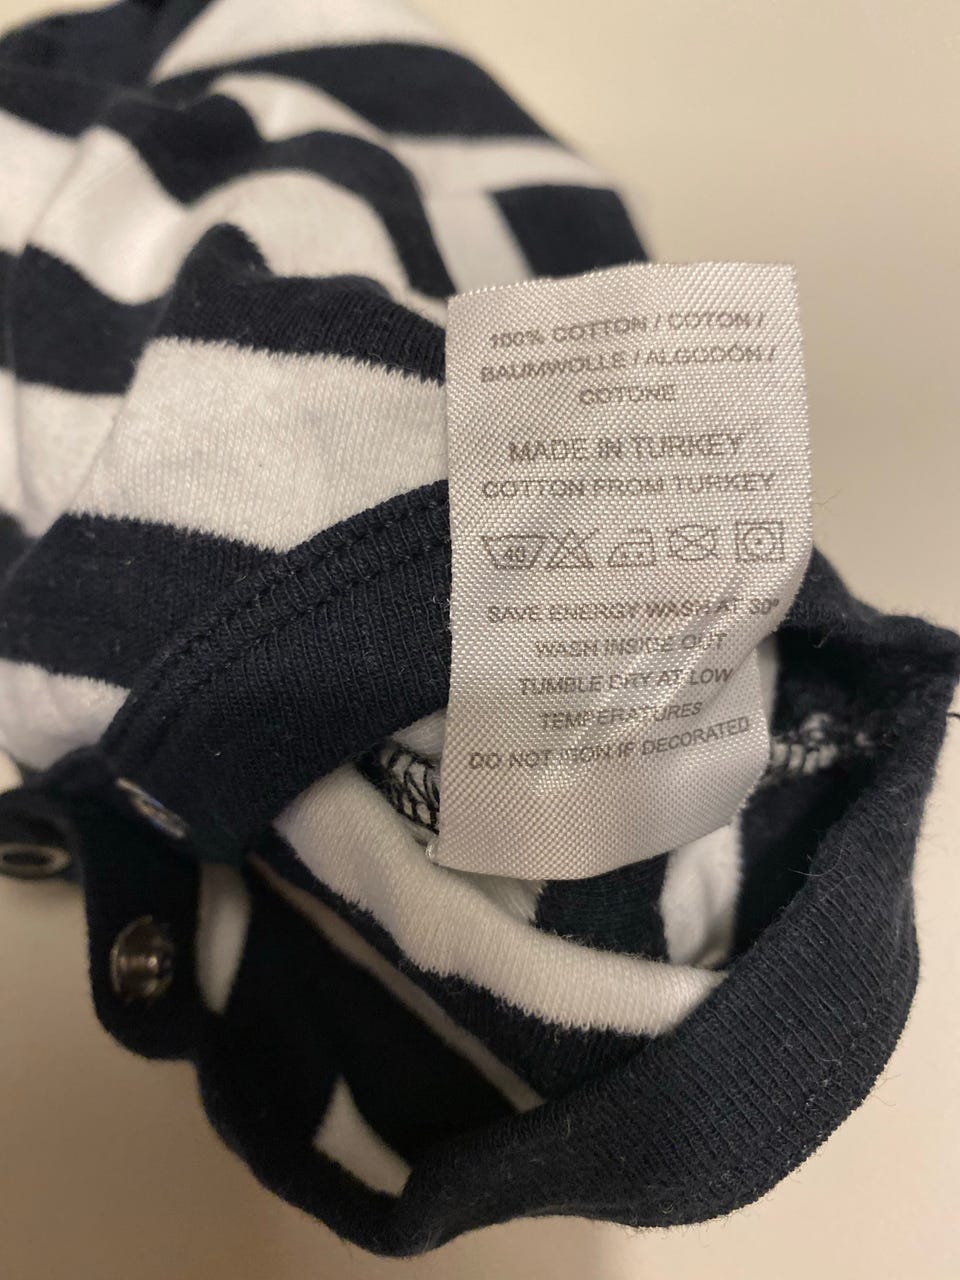 100% COTTON / COTON /
BAUMWOLLE / ALGODÓN /
COTONE
MADE IN TURKEY
COTTON FROM TURKEY
40
SAVE ENERGY WASH AT 30°
WASH INSIDE OUT
TUMBLE DRY AT LOW
TEMPERATURES
DO NOT IRON IF DECORATED